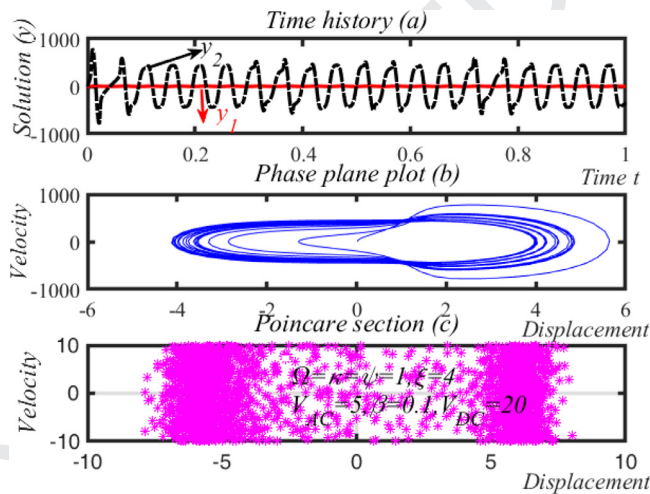 Time history (a)
Solution (y)
1000
0
-1000
y2
y1
0 0.2 0.4 0.6 0.8 1
Time t
Phase plane plot (b)
Velocity
1000
0
-1000
-6 -4 -2 0 2 4 6
Displacement
Poincare section (c)
Velocity
10
0
-10
Ω=κ=ψ=1,ξ=4
V_AC=5,β=0.1,V_DC=20
-10 -5 0 5 10
Displacement